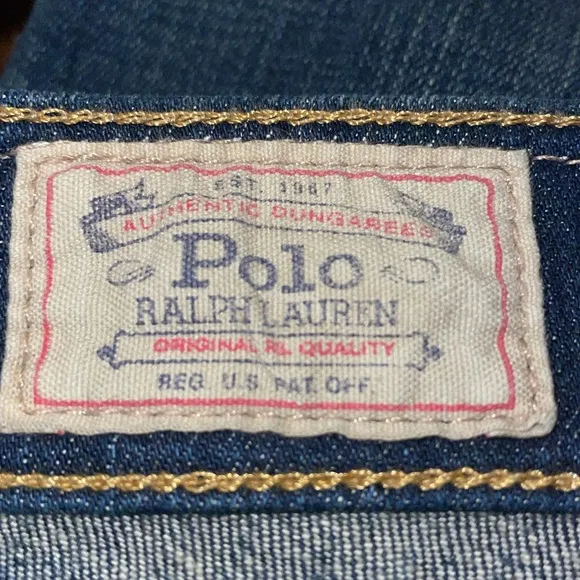 EST. 1967
AUTHENTIC DUNGAREES
Polo
RALPH LAUREN
ORIGINAL RL QUALITY
REG. U.S. PAT. OFF.